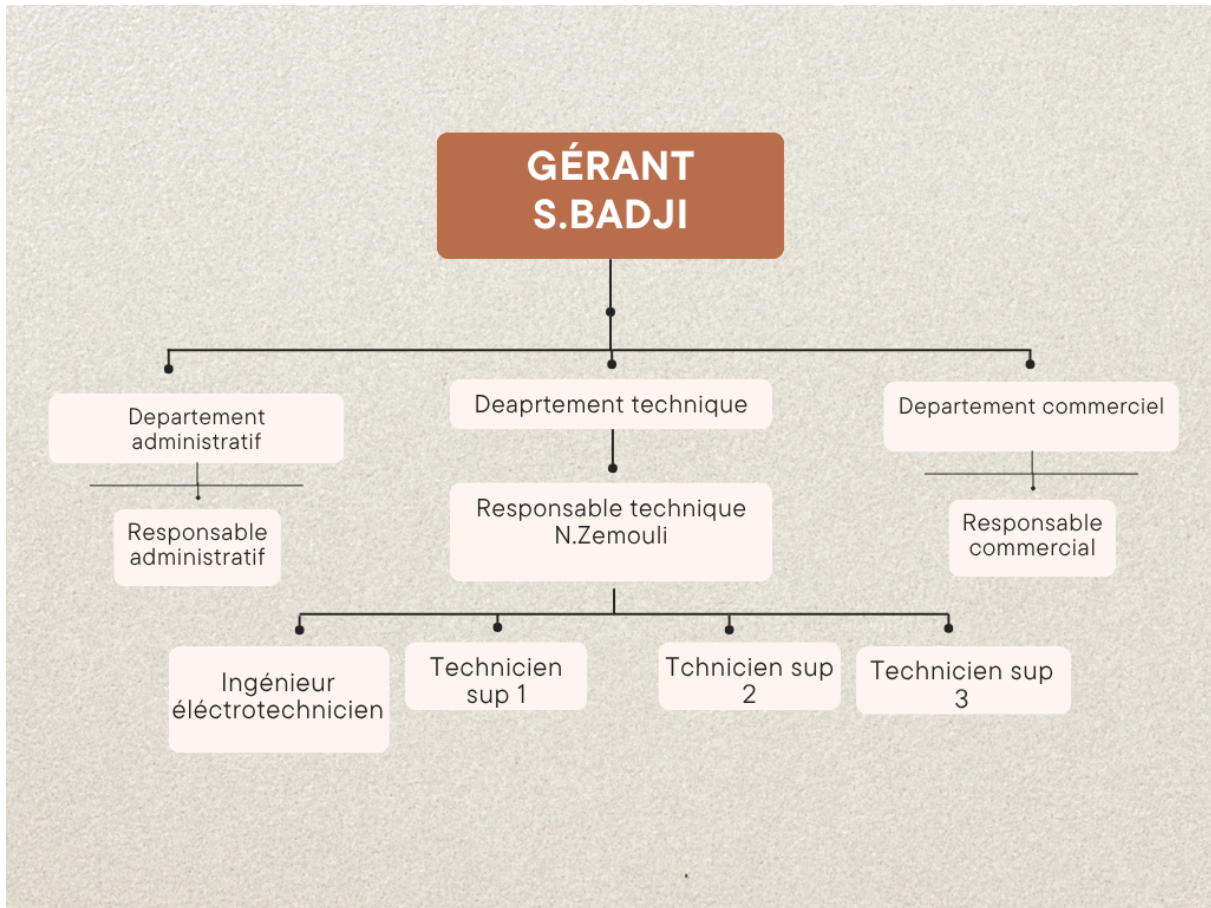 GÉRANT
S.BADJI
Departement
administratif
Deaprtement technique
Departement commerciel
Responsable
administratif
Responsable technique
N.Zemouli
Responsable
commercial
Ingénieur
éléctrotechnicien
Technicien
sup 1
Tchnicien sup
2
Technicien sup
3